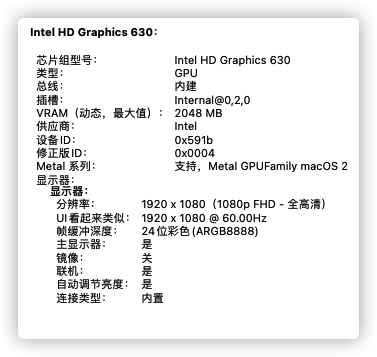 Intel HD Graphics 630：
芯片组型号： Intel HD Graphics 630
类型： GPU
总线： 内建
插槽： Internal@0,2,0
VRAM（动态，最大值）： 2048 MB
供应商： Intel
设备ID： 0x591b
修正版ID： 0x0004
Metal 系列： 支持，Metal GPUFamily macOS 2
显示器：
显示器：
分辨率： 1920 x 1080（1080p FHD - 全高清）
UI看起来类似： 1920 x 1080 @ 60.00Hz
帧缓冲深度： 24位彩色 (ARGB8888)
主显示器： 是
镜像： 关
联机： 是
自动调节亮度： 是
连接类型： 内置